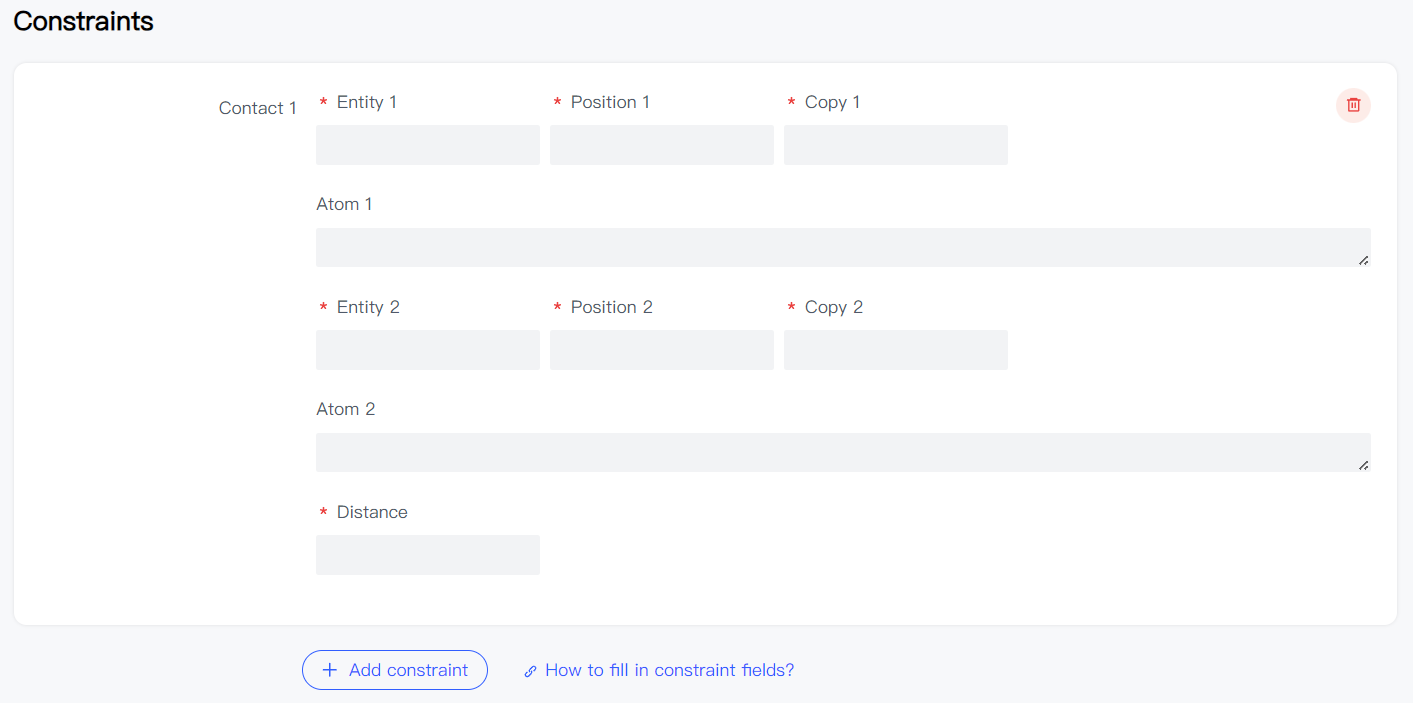 Constraints
Contact 1
* Entity 1 * Position 1 * Copy 1
Atom 1
* Entity 2 * Position 2 * Copy 2
Atom 2
* Distance
+ Add constraint How to fill in constraint fields?